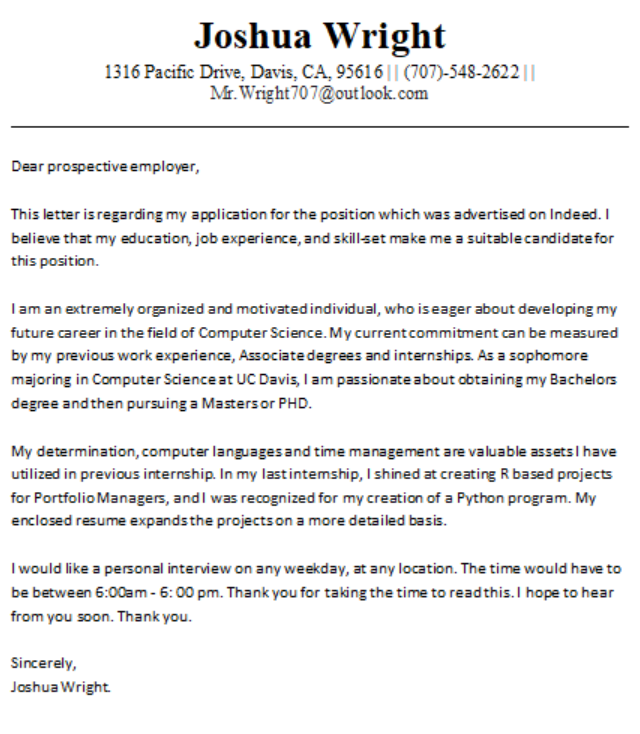 Joshua Wright
1316 Pacific Drive, Davis, CA, 95616|| (707)-548-2622||
Mr.Wright707@outlook.com
Dear prospective employer,
This letter is regarding my application for the position which was advertised on Indeed. I
believe that my education, job experience, and skill-set make me a suitable candidate for
this position.
I am an extremely organized and motivated individual, who is eager about developing my
future career in the field of Computer Science. My current commitment can be measured
by my previous work experience, Associate degrees and internships. As a sophomore
majoring in Computer Science at UC Davis, I am passionate about obtaining my Bachelors
degree and then pursuing a Masters or PHD.
My determination, computer languages and time management are valuable assets I have
utilized in previous internship. In my last internship, I shined at creating R based projects
for Portfolio Managers, and I was recognized for my creation of a Python program. My
enclosed resume expands the projects on a more detailed basis.
I would like a personal interview on any weekday, at any location. The time would have to
be between 6:00am - 6: 00 pm. Thank you for taking the time to read this. I hope to hear
from you soon. Thank you.
Sincerely,
Joshua Wright.